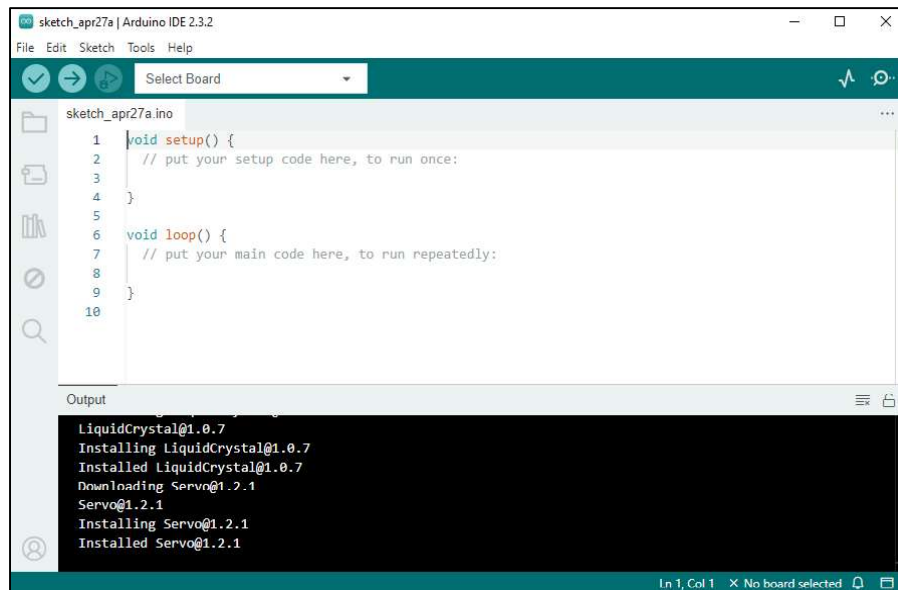 sketch_apr27a | Arduino IDE 2.3.2
File Edit Sketch Tools Help
Select Board
sketch_apr27a.ino
1 void setup() {
2 // put your setup code here, to run once:
3
4 }
5
6 void loop() {
7 // put your main code here, to run repeatedly:
8
9 }
10
Output
LiquidCrystal@1.0.7
Installing LiquidCrystal@1.0.7
Installed LiquidCrystal@1.0.7
Downloading Servo@1.2.1
Servo@1.2.1
Installing Servo@1.2.1
Installed Servo@1.2.1
Ln 1, Col 1 X No board selected